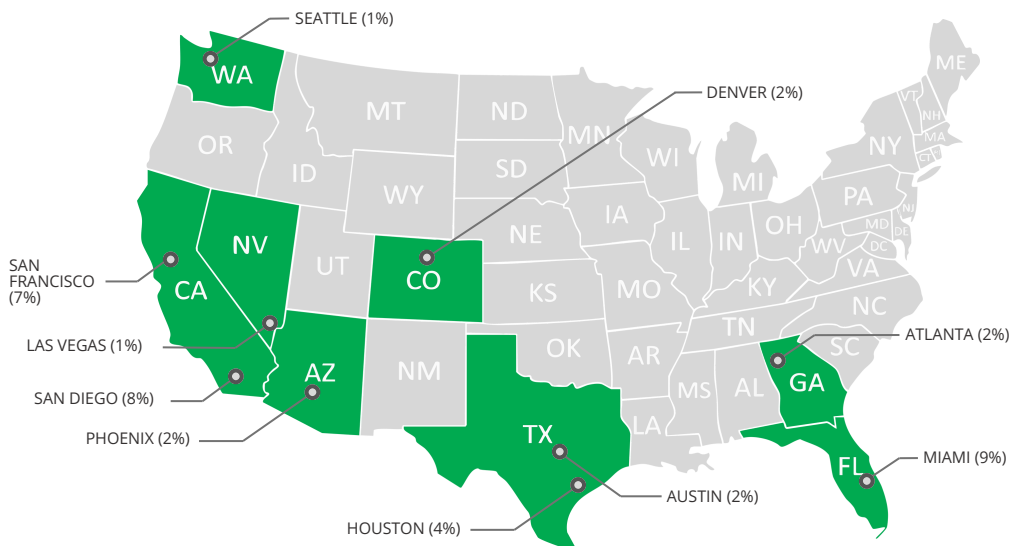 SEATTLE (1%)
WA
ME
MT
ND
VT
DENVER (2%)
NH
MN
OR
MA
NY
WI
CT
ID
SD
MI
WY
PA
NJ
IA
OH
NE
MD
IL
IN
DE
NV
WV
DC
UT
CO
VA
SAN
FRANCISCO
(7%)
CA
KS
MO
KY
NC
TN
ATLANTA (2%)
LAS VEGAS (1%)
OK
AR
SC
AZ
NM
GA
MS
AL
SAN DIEGO (8%)
LA
PHOENIX (2%)
TX
MIAMI (9%)
FL
AUSTIN (2%)
HOUSTON (4%)